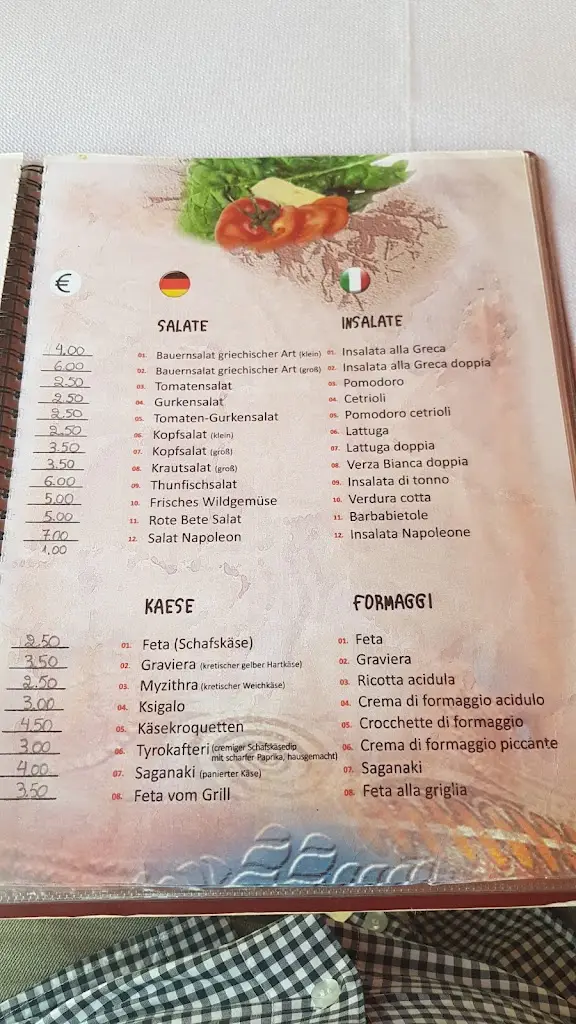 €
SALATE INSALATE
4.00 01. Bauernsalat griechischer Art (klein) 01. Insalata alla Greca
6.00 02. Bauernsalat griechischer Art (groß) 02. Insalata alla Greca doppia
2.50 03. Tomatensalat 03. Pomodoro
2.50 04. Gurkensalat 04. Cetrioli
2.50 05. Tomaten-Gurkensalat 05. Pomodoro cetrioli
2.50 06. Kopfsalat (klein) 06. Lattuga
3.50 07. Kopfsalat (groß) 07. Lattuga doppia
3.50 08. Krautsalat (groß) 08. Verza Bianca doppia
6.00 09. Thunfischsalat 09. Insalata di tonno
5.00 10. Frisches Wildgemüse 10. Verdura cotta
5.00 11. Rote Bete Salat 11. Barbabietole
7.00 12. Salat Napoleon 12. Insalata Napoleone
1.00
KAESE FORMAGGI
2.50 01. Feta (Schafskäse) 01. Feta
3.50 02. Graviera (kretischer gelber Hartkäse) 02. Graviera
2.50 03. Myzithra (kretischer Weichkäse) 03. Ricotta acidula
3.00 04. Ksigalo 04. Crema di formaggio acidulo
4.50 05. Käsekroquetten 05. Crocchette di formaggio
3.00 06. Tyrokafteri (cremiger Schafskäsedip 06. Crema di formaggio piccante
mit scharfer Paprika, hausgemacht)
4.00 07. Saganaki (panierter Käse) 07. Saganaki
3.50 08. Feta vom Grill 08. Feta alla griglia